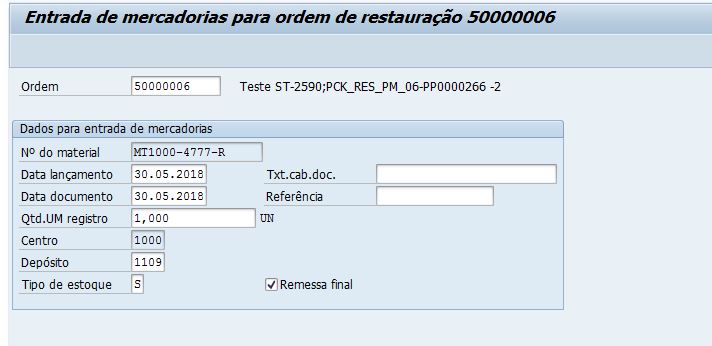 Entrada de mercadorias para ordem de restauração 50000006
Ordem 50000006 Teste ST-2590;PCK_RES_PM_06-PP0000266 -2
Dados para entrada de mercadorias
Nº do material MT1000-4777-R
Data lançamento 30.05.2018 Txt.cab.doc.
Data documento 30.05.2018 Referência
Qtd.UM registro 1,000 UN
Centro 1000
Depósito 1109
Tipo de estoque S Remessa final